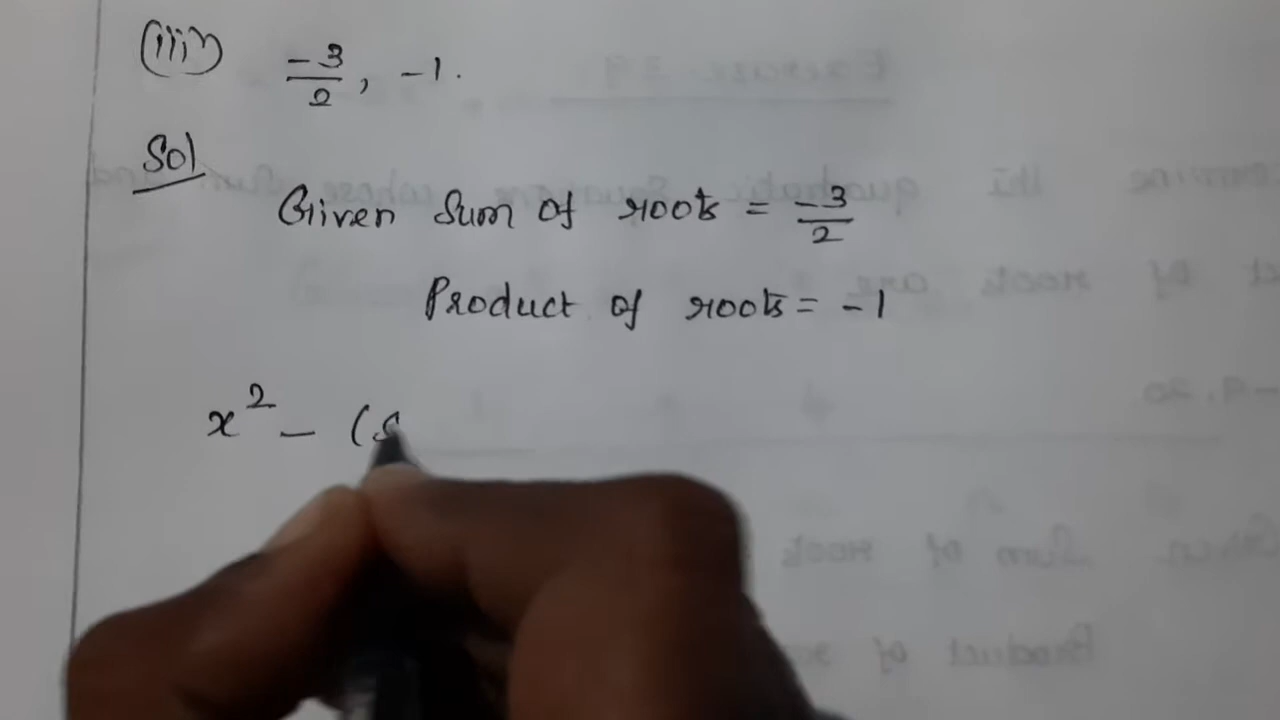 (iii) -3/2, -1.
Sol
Given Sum of roots = -3/2
Product of roots = -1
x² - (S